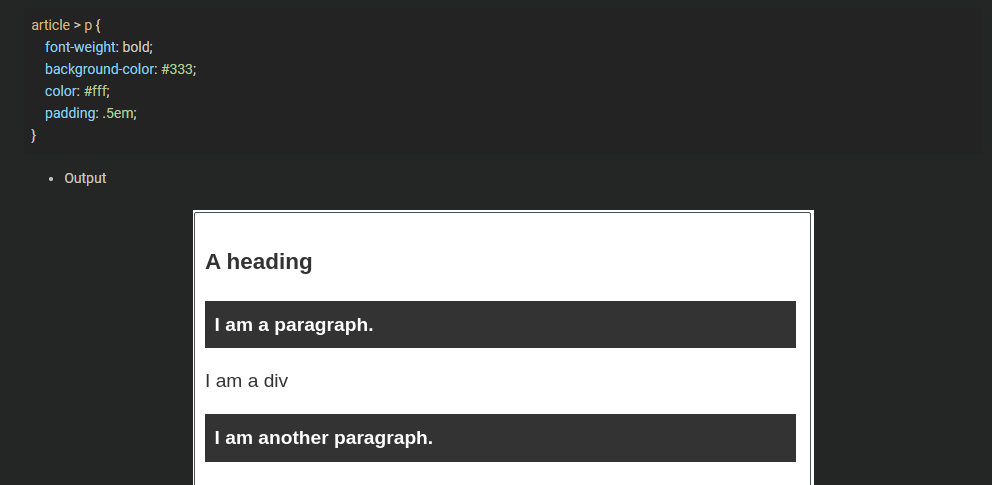 article > p {
font-weight: bold;
background-color: #333;
color: #fff;
padding: .5em;
}
• Output
A heading
I am a paragraph.
I am a div
I am another paragraph.